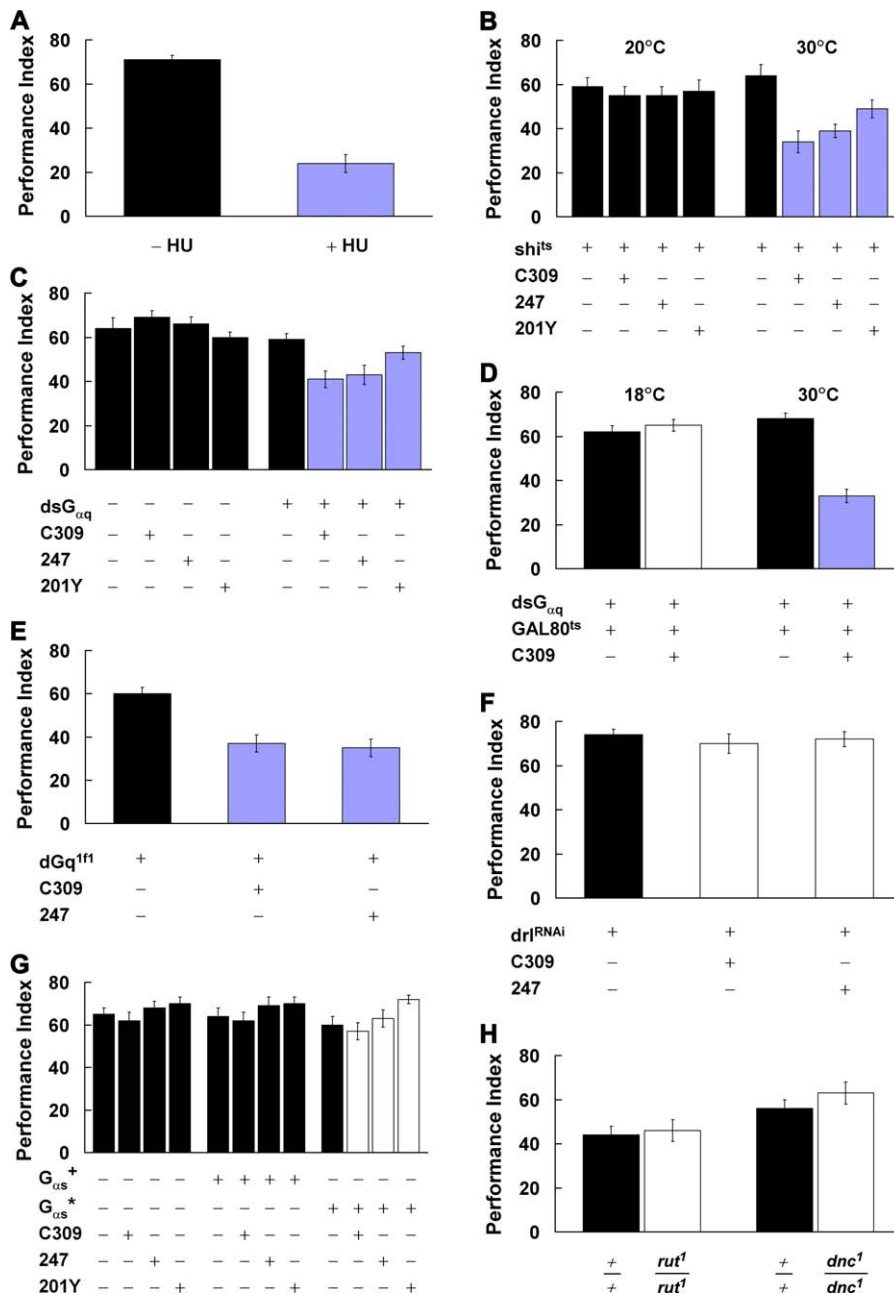 A
Performance Index
80
60
40
20
0
– HU
+ HU
B
Performance Index
80
60
40
20
0
20°C
30°C
shi^ts + + + + + + + +
C309 – + – – – + – –
247 – – + – – – + –
201Y – – – + – – – +
C
Performance Index
80
60
40
20
0
dsG_αq – – – – + + + +
C309 – + – – – + – –
247 – – + – – – + –
201Y – – – + – – – +
D
Performance Index
80
60
40
20
0
18°C
30°C
dsG_αq + + + +
GAL80^ts + + + +
C309 – + – +
E
Performance Index
80
60
40
20
0
dGq^1f1 + + +
C309 – + –
247 – – +
F
Performance Index
80
60
40
20
0
drl^RNAi + + +
C309 – + –
247 – – +
G
Performance Index
80
60
40
20
0
G_αs^+ – – – – + + + + – – – –
G_αs^* – – – – – – – – + + + +
C309 – + – – – + – – – + – –
247 – – + – – – + – – – + –
201Y – – – + – – – + – – – +
H
Performance Index
80
60
40
20
0
+ rut^1 + dnc^1
+ rut^1 + dnc^1